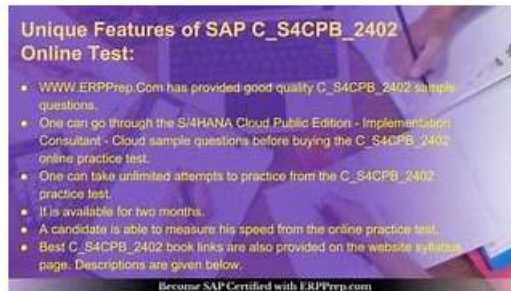 Unique Features of SAP C_S4CPB_2402
Online Test:
● WWW.ERPPrep.Com has provided good quality C_S4CPB_2402 sample
questions.
● One can go through the S/4HANA Cloud Public Edition - Implementation
Consultant - Cloud sample questions before buying the C_S4CPB_2402
online practice test.
● One can take unlimited attempts to practice from the C_S4CPB_2402
practice test.
● It is available for two months.
● A candidate is able to measure his speed from the online practice test.
● Best C_S4CPB_2402 book links are also provided on the website syllabus
page. Descriptions are given below.
Become SAP Certified with ERPPrep.com